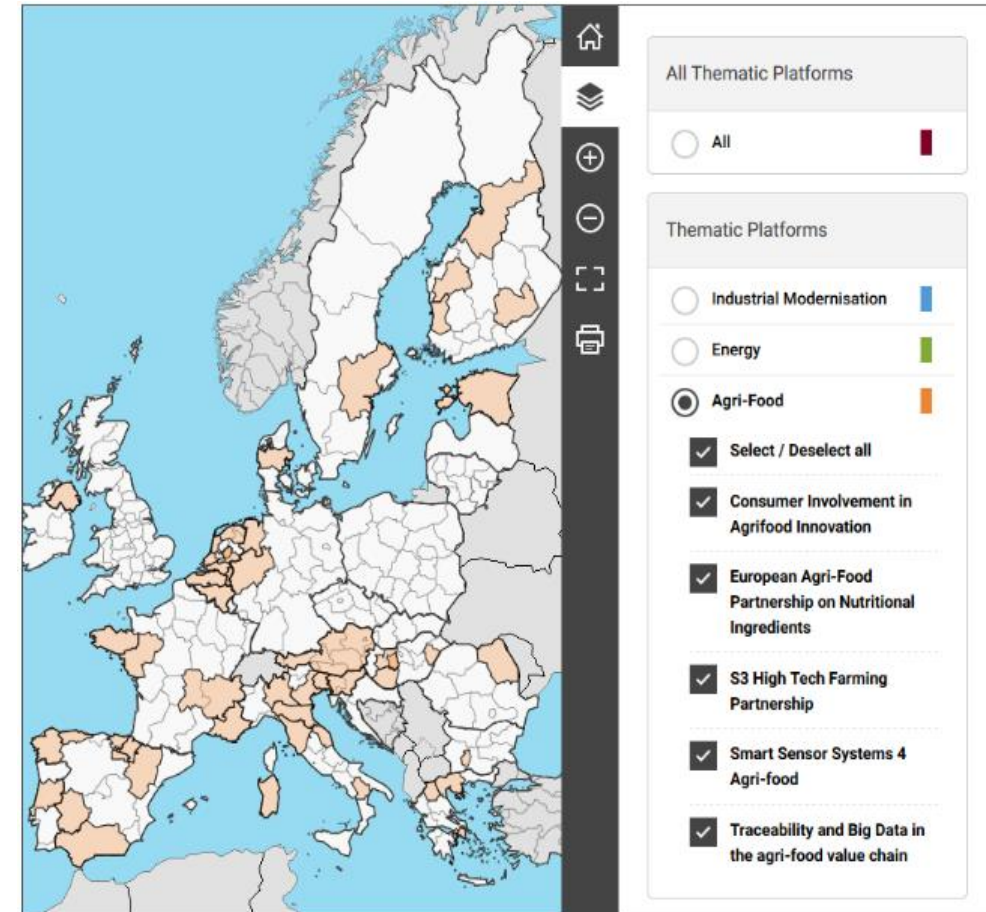 All Thematic Platforms
All
Thematic Platforms
Industrial Modernisation
Energy
Agri-Food
Select / Deselect all
Consumer Involvement in
Agrifood Innovation
European Agri-Food
Partnership on Nutritional
Ingredients
S3 High Tech Farming
Partnership
Smart Sensor Systems 4
Agri-food
Traceability and Big Data in
the agri-food value chain